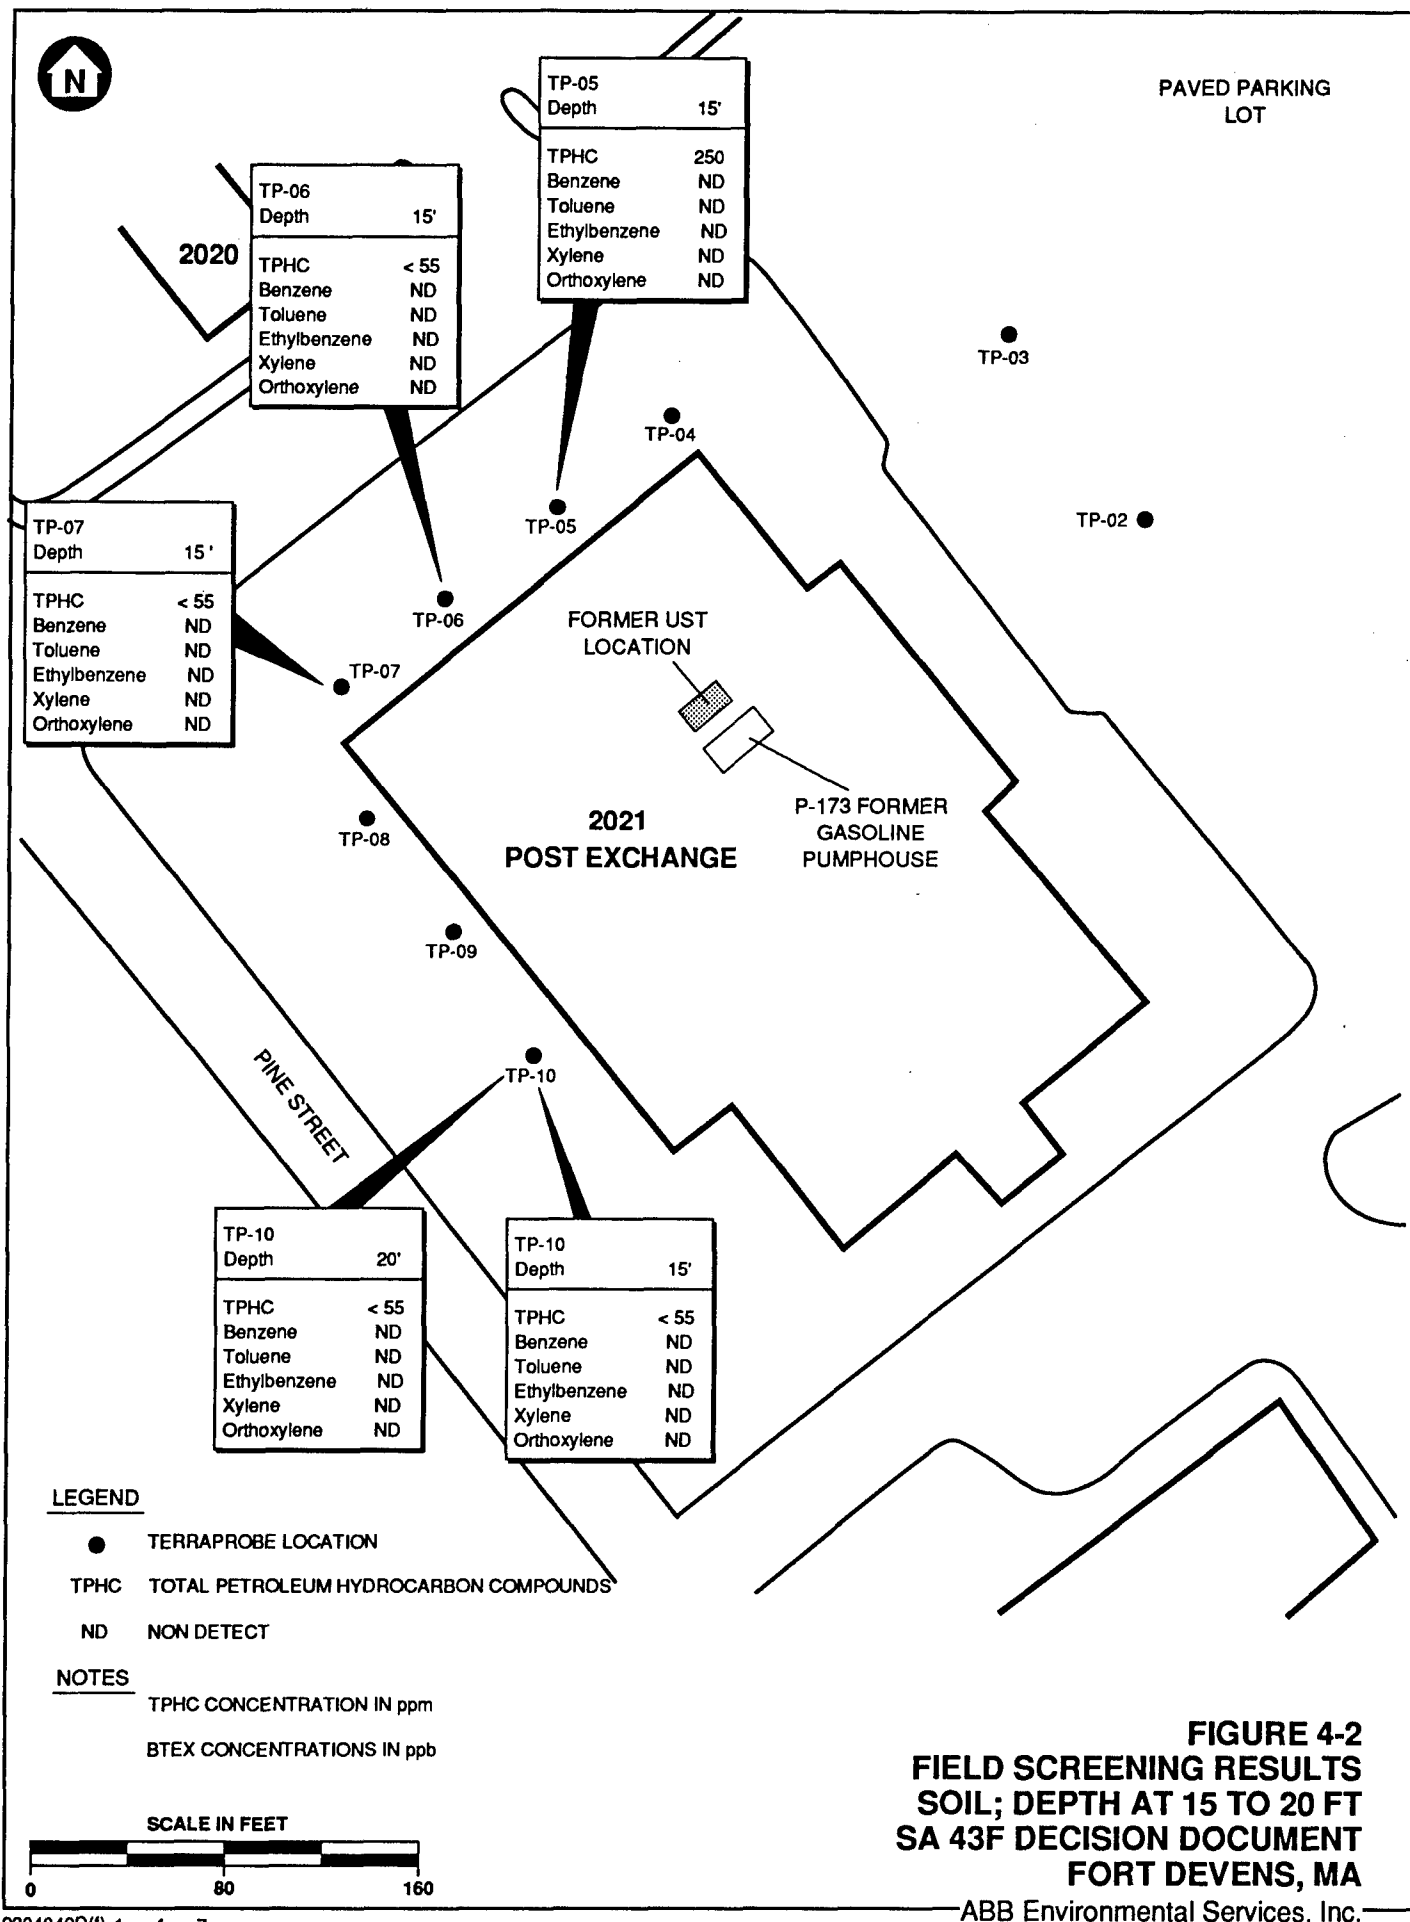 N
PAVED PARKING
LOT
TP-05
Depth 15'
TPHC 250
Benzene ND
Toluene ND
Ethylbenzene ND
Xylene ND
Orthoxylene ND
TP-06
Depth 15'
TPHC < 55
Benzene ND
Toluene ND
Ethylbenzene ND
Xylene ND
Orthoxylene ND
2020
TP-03
TP-04
TP-02
TP-05
TP-07
Depth 15'
TPHC < 55
Benzene ND
Toluene ND
Ethylbenzene ND
Xylene ND
Orthoxylene ND
TP-06
FORMER UST
LOCATION
TP-07
P-173 FORMER
GASOLINE
PUMPHOUSE
2021
POST EXCHANGE
TP-08
TP-09
TP-10
PINE STREET
TP-10
Depth 20'
TPHC < 55
Benzene ND
Toluene ND
Ethylbenzene ND
Xylene ND
Orthoxylene ND
TP-10
Depth 15'
TPHC < 55
Benzene ND
Toluene ND
Ethylbenzene ND
Xylene ND
Orthoxylene ND
LEGEND
TERRAPROBE LOCATION
TPHC TOTAL PETROLEUM HYDROCARBON COMPOUNDS
ND NON DETECT
NOTES
TPHC CONCENTRATION IN ppm
BTEX CONCENTRATIONS IN ppb
SCALE IN FEET
0 80 160
FIGURE 4-2
FIELD SCREENING RESULTS
SOIL; DEPTH AT 15 TO 20 FT
SA 43F DECISION DOCUMENT
FORT DEVENS, MA
ABB Environmental Services, Inc.